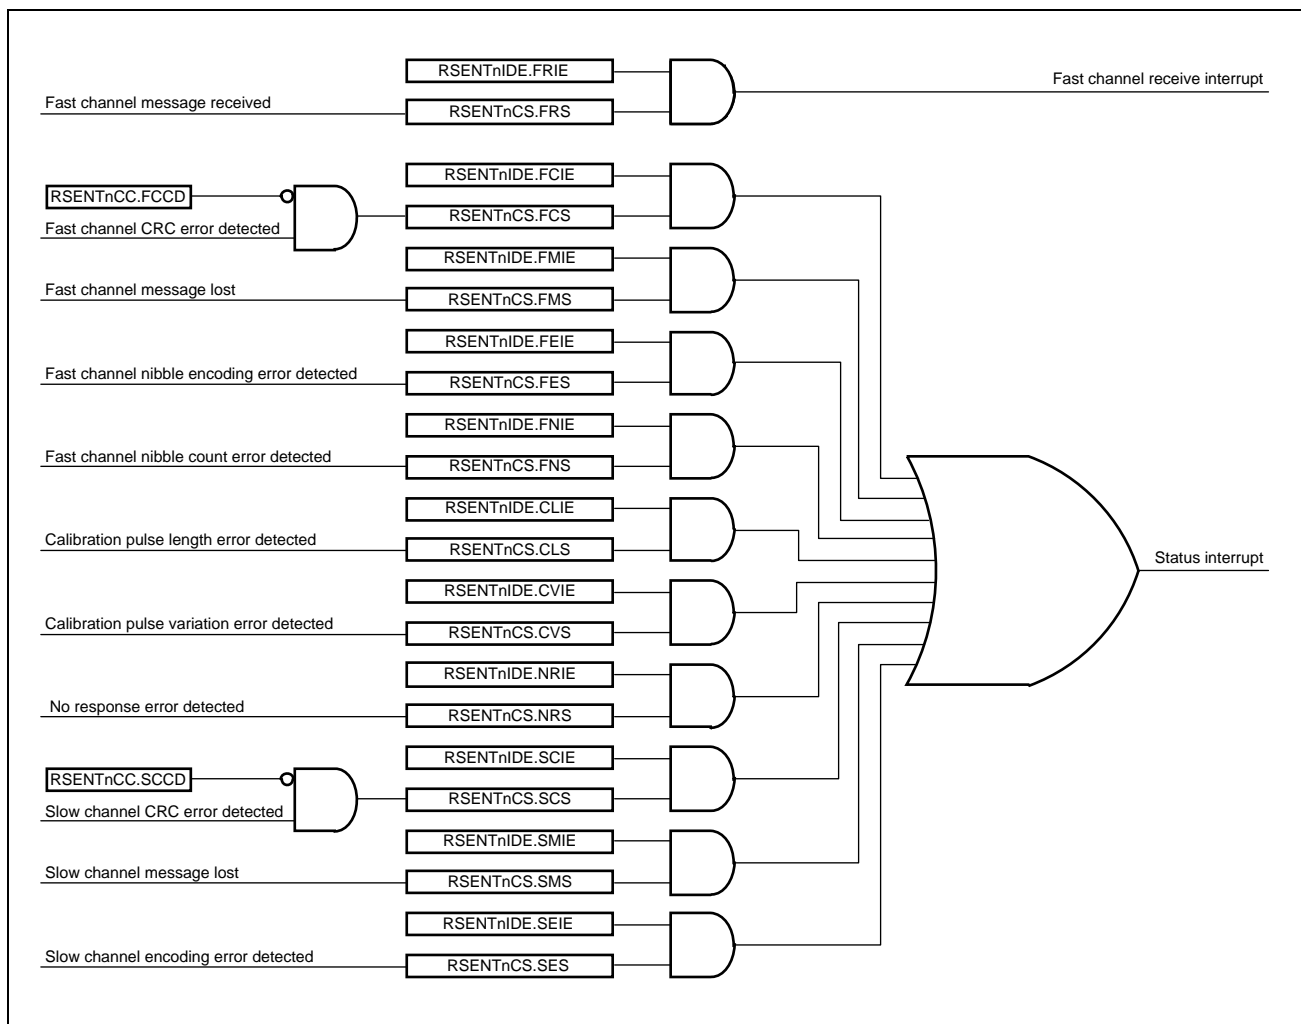 RSENTnIDE.FRIE
Fast channel receive interrupt
Fast channel message received
RSENTnCS.FRS
RSENTnIDE.FCIE
RSENTnCC.FCCD
RSENTnCS.FCS
Fast channel CRC error detected
RSENTnIDE.FMIE
Fast channel message lost
RSENTnCS.FMS
RSENTnIDE.FEIE
Fast channel nibble encoding error detected
RSENTnCS.FES
RSENTnIDE.FNIE
Fast channel nibble count error detected
RSENTnCS.FNS
RSENTnIDE.CLIE
Calibration pulse length error detected
RSENTnCS.CLS
Status interrupt
RSENTnIDE.CVIE
Calibration pulse variation error detected
RSENTnCS.CVS
RSENTnIDE.NRIE
No response error detected
RSENTnCS.NRS
RSENTnIDE.SCIE
RSENTnCC.SCCD
RSENTnCS.SCS
Slow channel CRC error detected
RSENTnIDE.SMIE
Slow channel message lost
RSENTnCS.SMS
RSENTnIDE.SEIE
Slow channel encoding error detected
RSENTnCS.SES